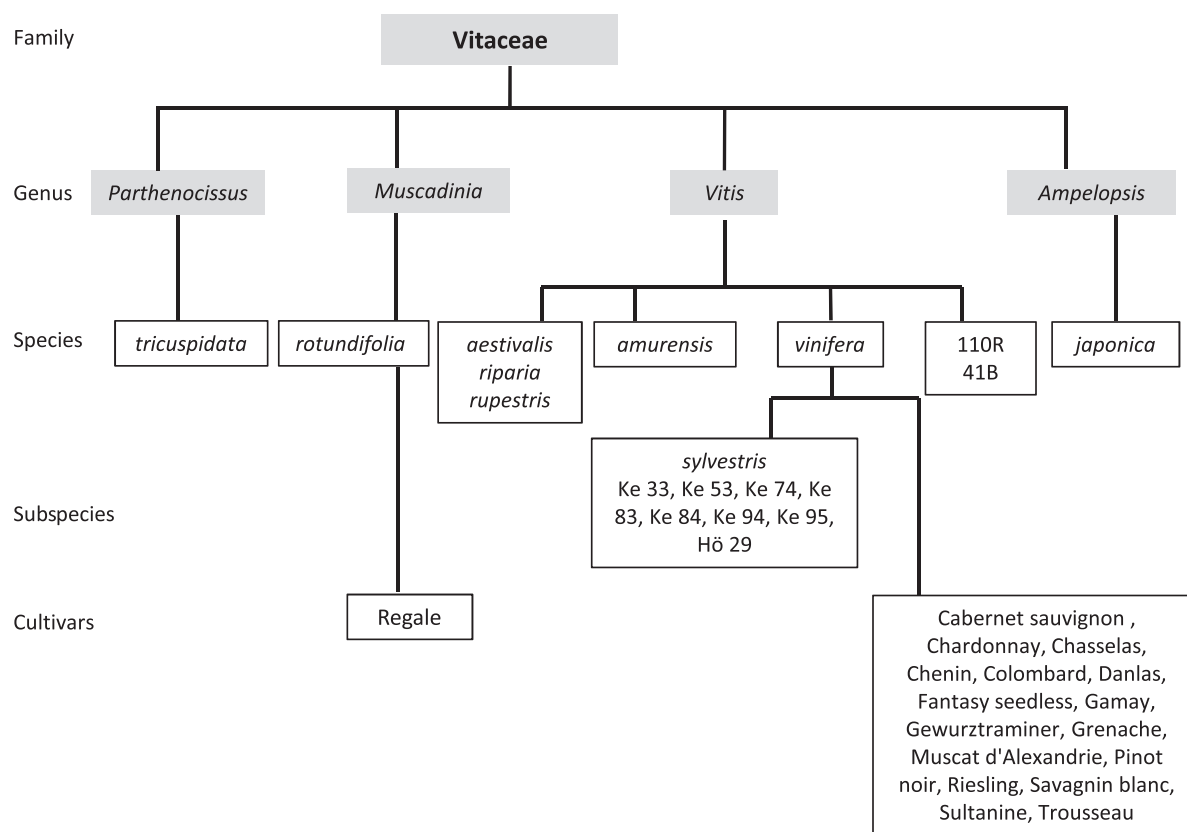 Family
Vitaceae
Genus
Parthenocissus
Muscadinia
Vitis
Ampelopsis
Species
tricuspidata
rotundifolia
aestivalis
riparia
rupestris
amurensis
vinifera
110R
41B
japonica
Subspecies
sylvestris
Ke 33, Ke 53, Ke 74, Ke
83, Ke 84, Ke 94, Ke 95,
Hö 29
Cultivars
Regale
Cabernet sauvignon ,
Chardonnay, Chasselas,
Chenin, Colombard, Danlas,
Fantasy seedless, Gamay,
Gewurztraminer, Grenache,
Muscat d'Alexandrie, Pinot
noir, Riesling, Savagnin blanc,
Sultanine, Trousseau